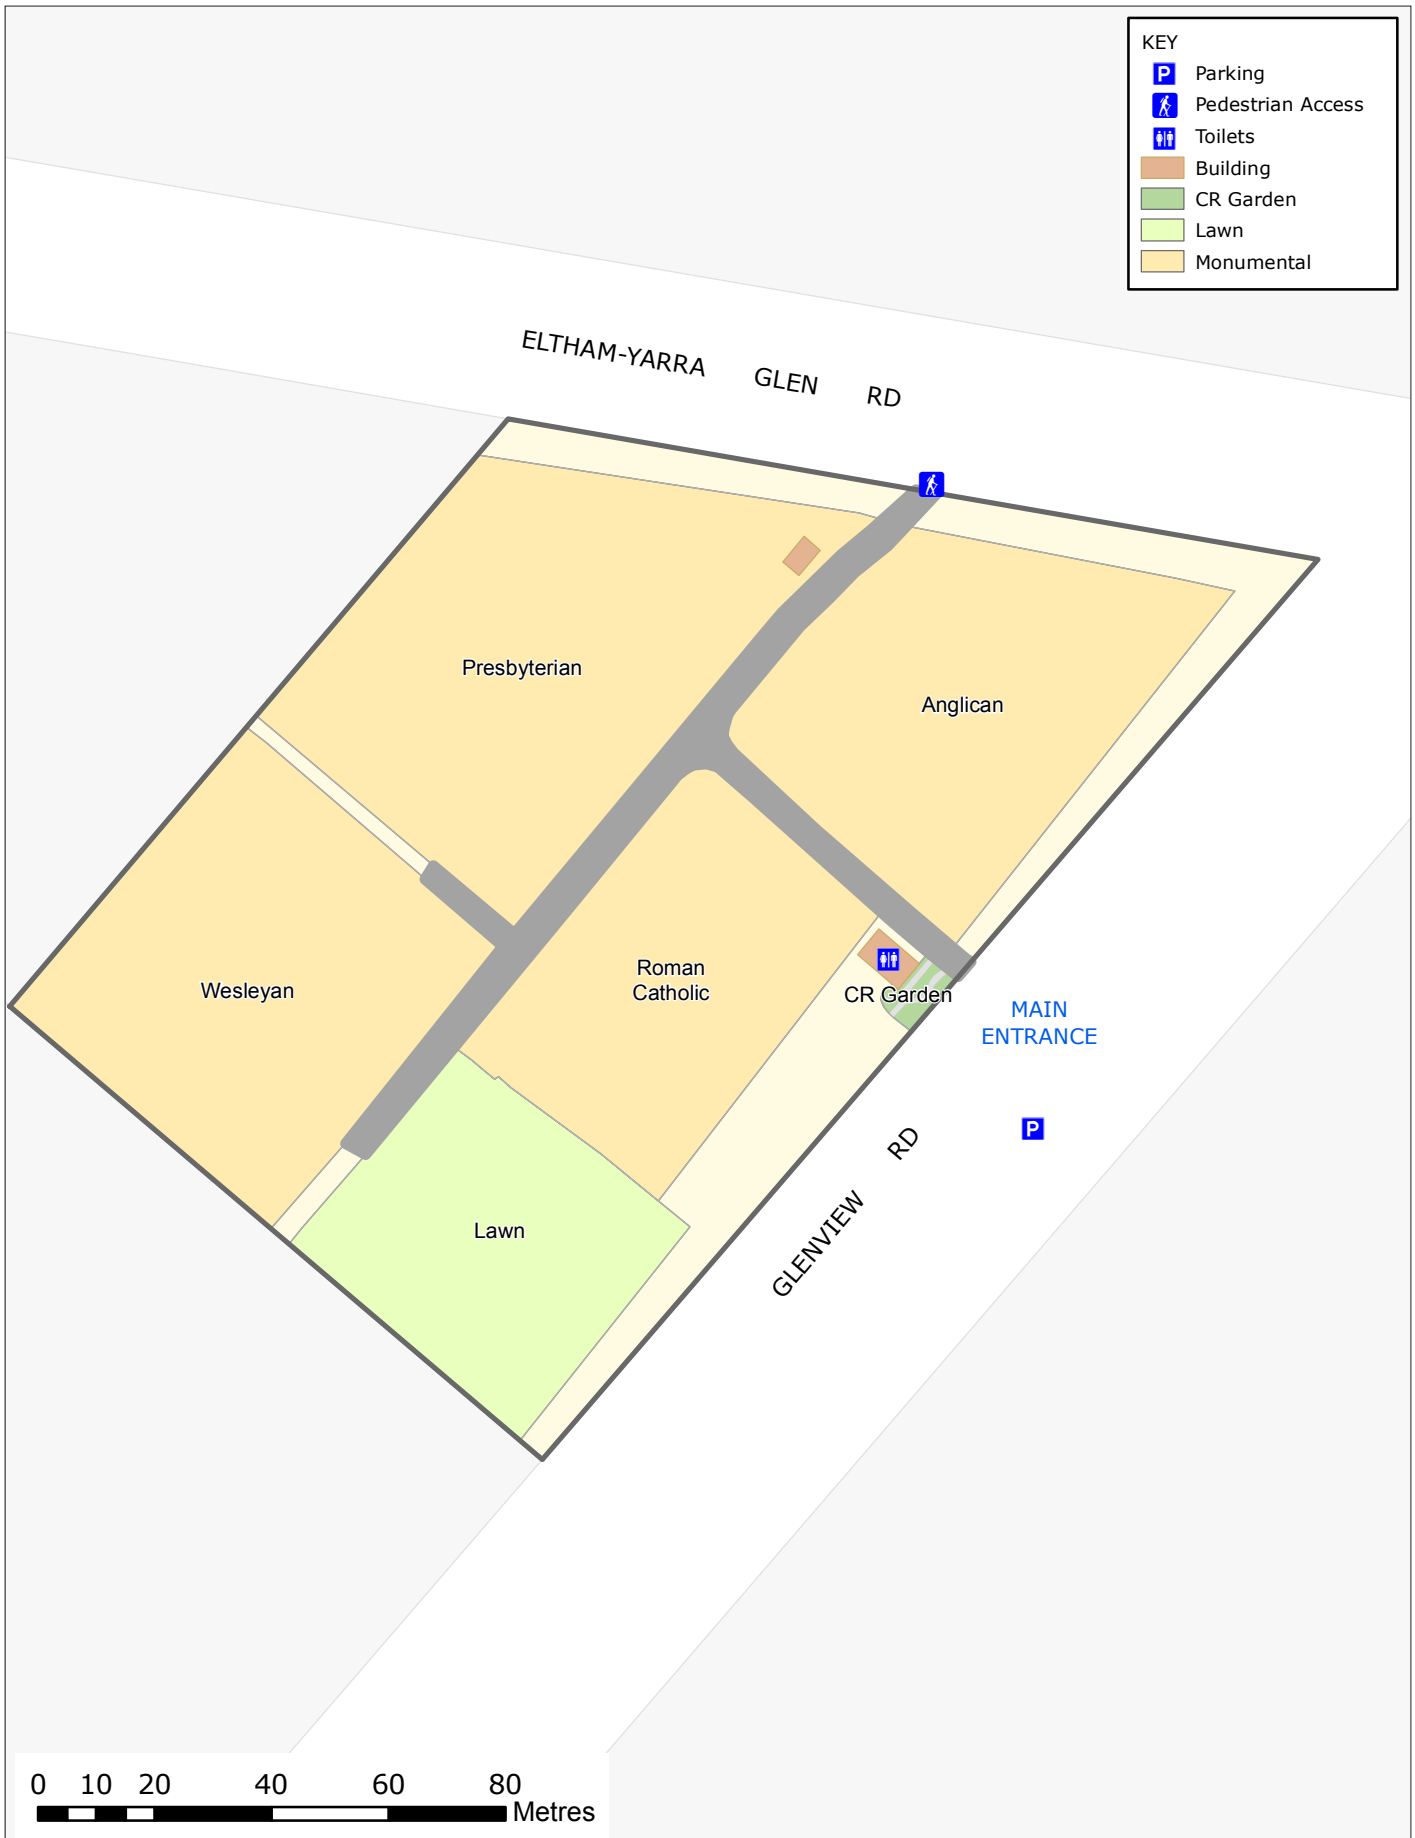 KEY
P Parking
Pedestrian Access
Toilets
Building
CR Garden
Lawn
Monumental
ELTHAM-YARRA GLEN RD
Presbyterian
Anglican
Wesleyan
Roman
Catholic
CR Garden
MAIN
ENTRANCE
P
GLENVIEW RD
Lawn
0 10 20 40 60 80
Metres